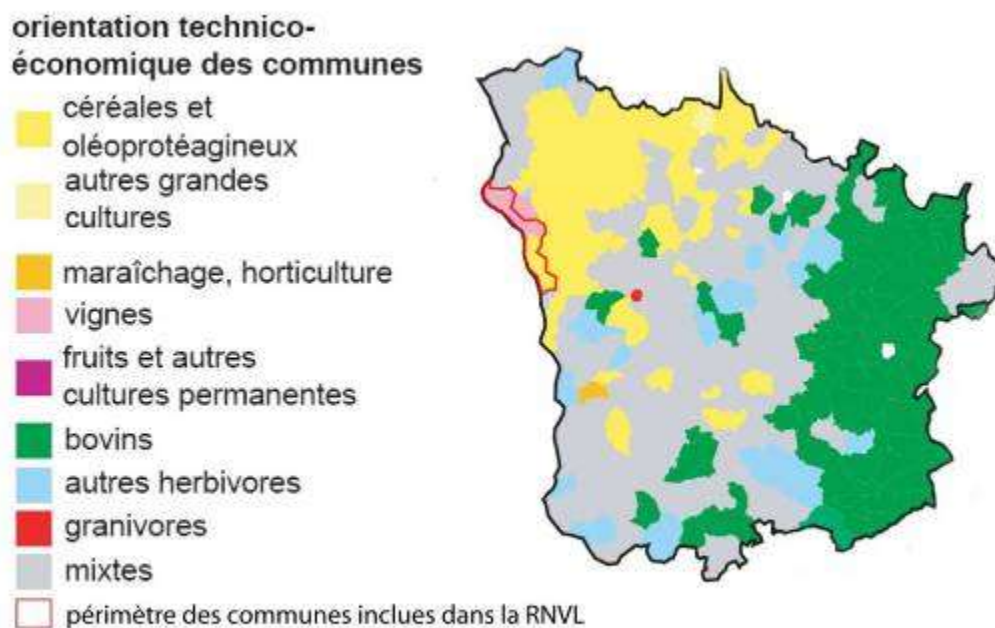 orientation technico-
économique des communes
céréales et
oléoprotéagineux
autres grandes
cultures
maraîchage, horticulture
vignes
fruits et autres
cultures permanentes
bovins
autres herbivores
granivores
mixtes
périmètre des communes inclues dans la RNVL